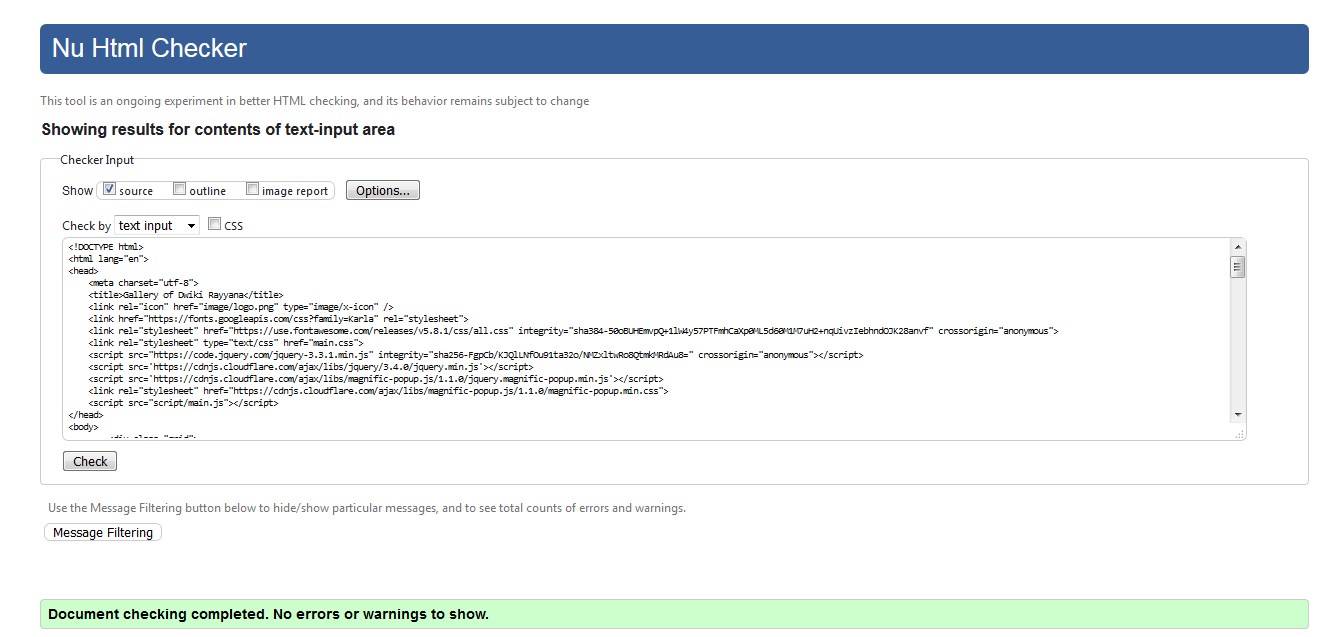 Nu Html Checker
This tool is an ongoing experiment in better HTML checking, and its behavior remains subject to change
Showing results for contents of text-input area
Checker Input
Show source outline image report Options...
Check by text input CSS
<!DOCTYPE html>
<html lang="en">
<head>
<meta charset="utf-8">
<title>Gallery of Dwiki Rayyana</title>
<link rel="icon" href="image/logo.png" type="image/x-icon" />
<link href="https://fonts.googleapis.com/css?family=Karla" rel="stylesheet">
<link rel="stylesheet" href="https://use.fontawesome.com/releases/v5.8.1/css/all.css" integrity="sha384-50oBUHEmvpQ+1lW4y57PTFmhCaXp0ML5d60M1M7uH2+nqUivzIebhndOJK28anvf" crossorigin="anonymous">
<link rel="stylesheet" type="text/css" href="main.css">
<script src="https://code.jquery.com/jquery-3.3.1.min.js" integrity="sha256-FgpCb/KJQlLNfOu91ta32o/NMZxltwRo8QtmkMRdAu8=" crossorigin="anonymous"></script>
<script src='https://cdnjs.cloudflare.com/ajax/libs/jquery/3.4.0/jquery.min.js'></script>
<script src='https://cdnjs.cloudflare.com/ajax/libs/magnific-popup.js/1.1.0/jquery.magnific-popup.min.js'></script>
<link rel="stylesheet" href="https://cdnjs.cloudflare.com/ajax/libs/magnific-popup.js/1.1.0/magnific-popup.min.css">
<script src="script/main.js"></script>
</head>
<body>
Check
Use the Message Filtering button below to hide/show particular messages, and to see total counts of errors and warnings.
Message Filtering
Document checking completed. No errors or warnings to show.